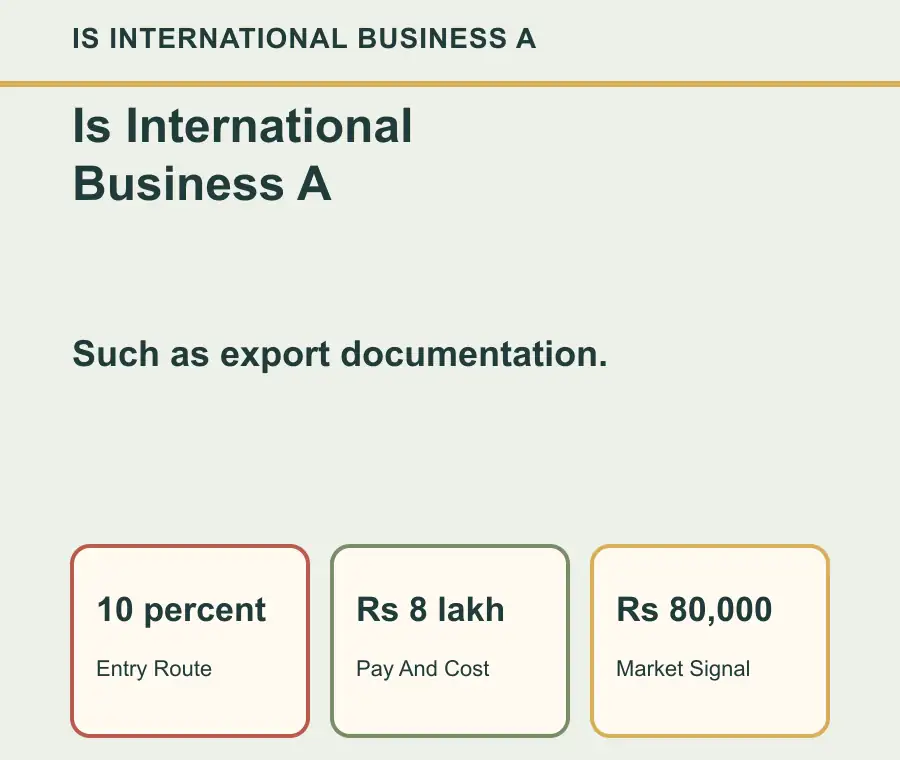 IS INTERNATIONAL BUSINESS A
Is International
Business A
Such as export documentation.
10 percent
Entry Route
Rs 8 lakh
Pay And Cost
Rs 80,000
Market Signal